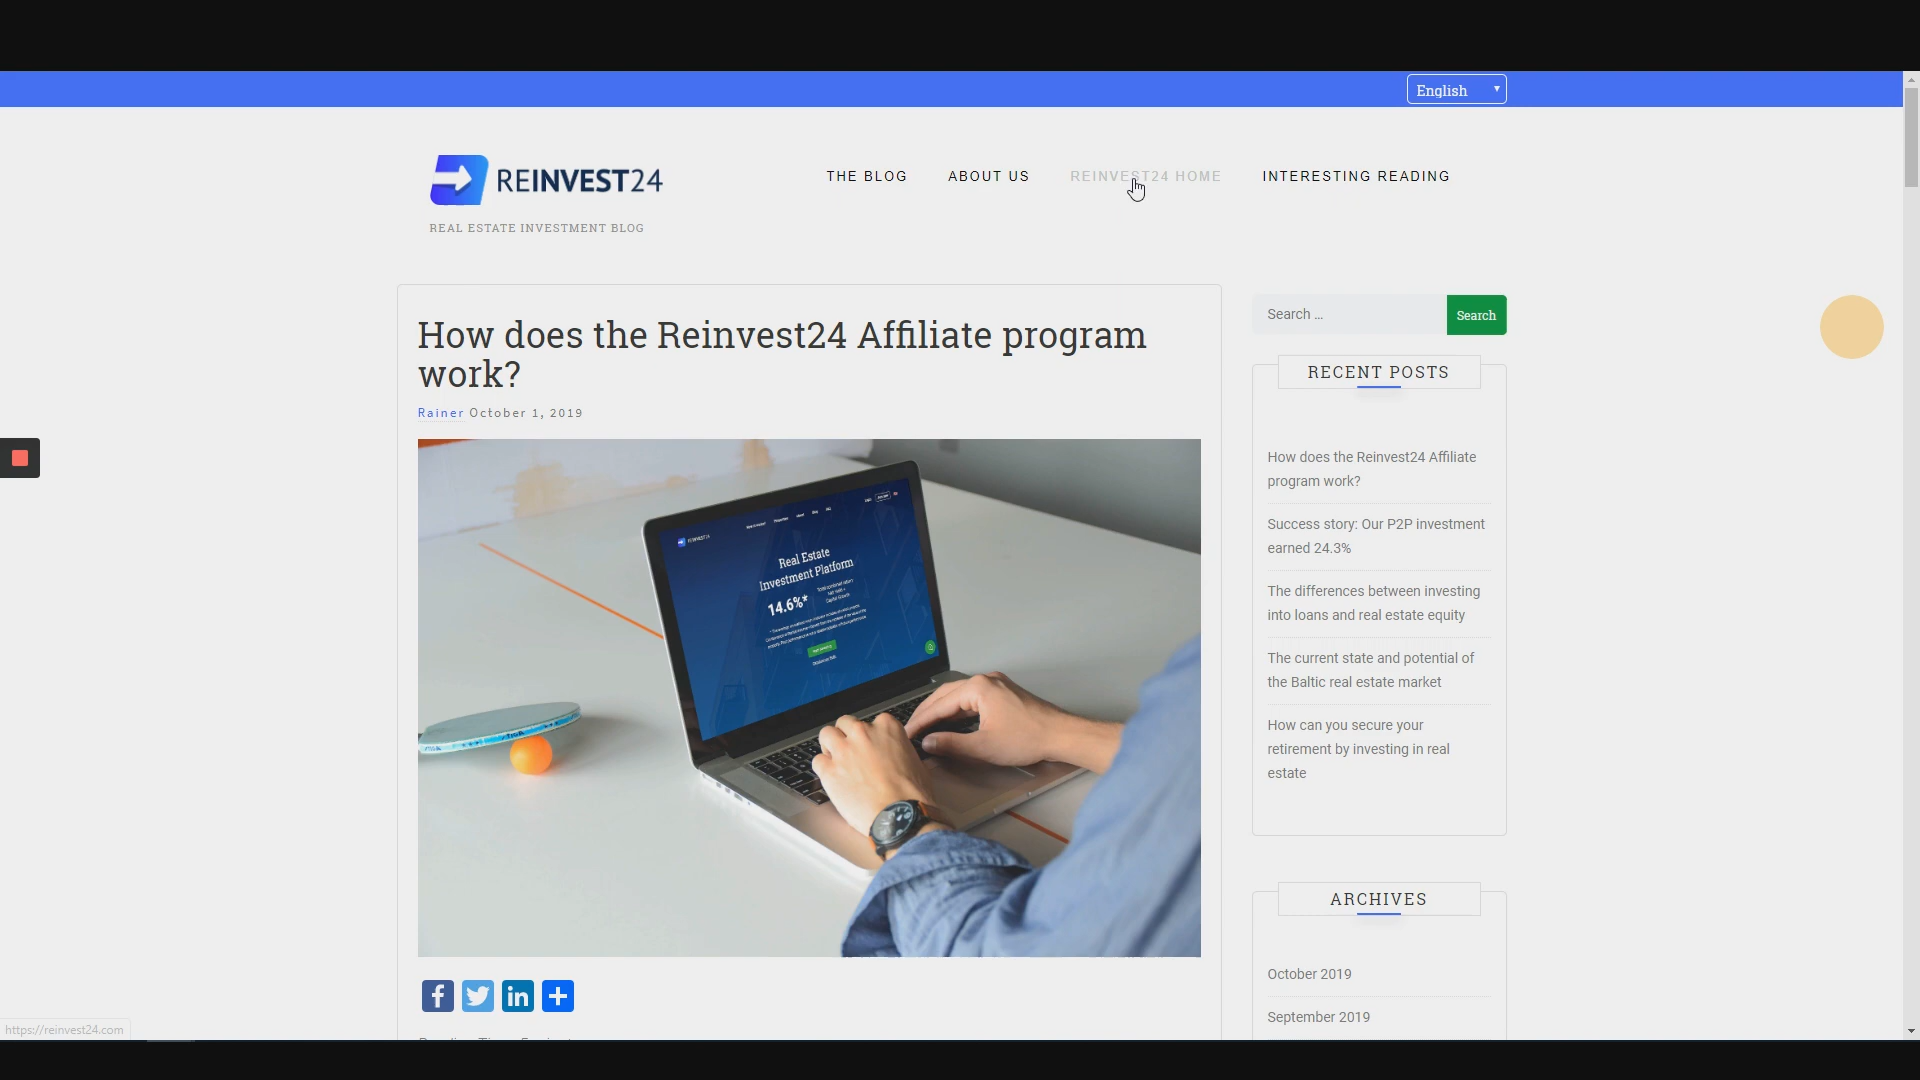 English
REINVEST24
REAL ESTATE INVESTMENT BLOG
THE BLOG
ABOUT US
REINVEST24 HOME
INTERESTING READING
How does the Reinvest24 Affiliate program
work?
Rainer October 1, 2019
Real Estate
Investment Platform
14.6%*
TIGA
Search ...
Search
RECENT POSTS
How does the Reinvest24 Affiliate
program work?
Success story: Our P2P investment
earned 24.3%
The differences between investing
into loans and real estate equity
The current state and potential of
the Baltic real estate market
How can you secure your
retirement by investing in real
estate
ARCHIVES
October 2019
September 2019
https://reinvest24.com